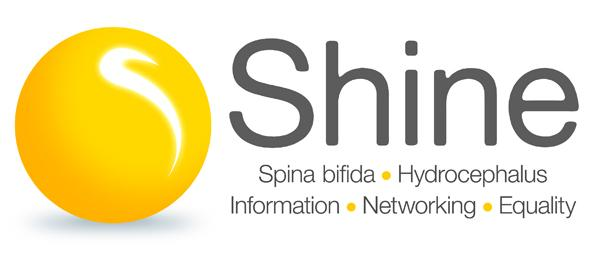 Shine
Spina bifida • Hydrocephalus
Information • Networking • Equality